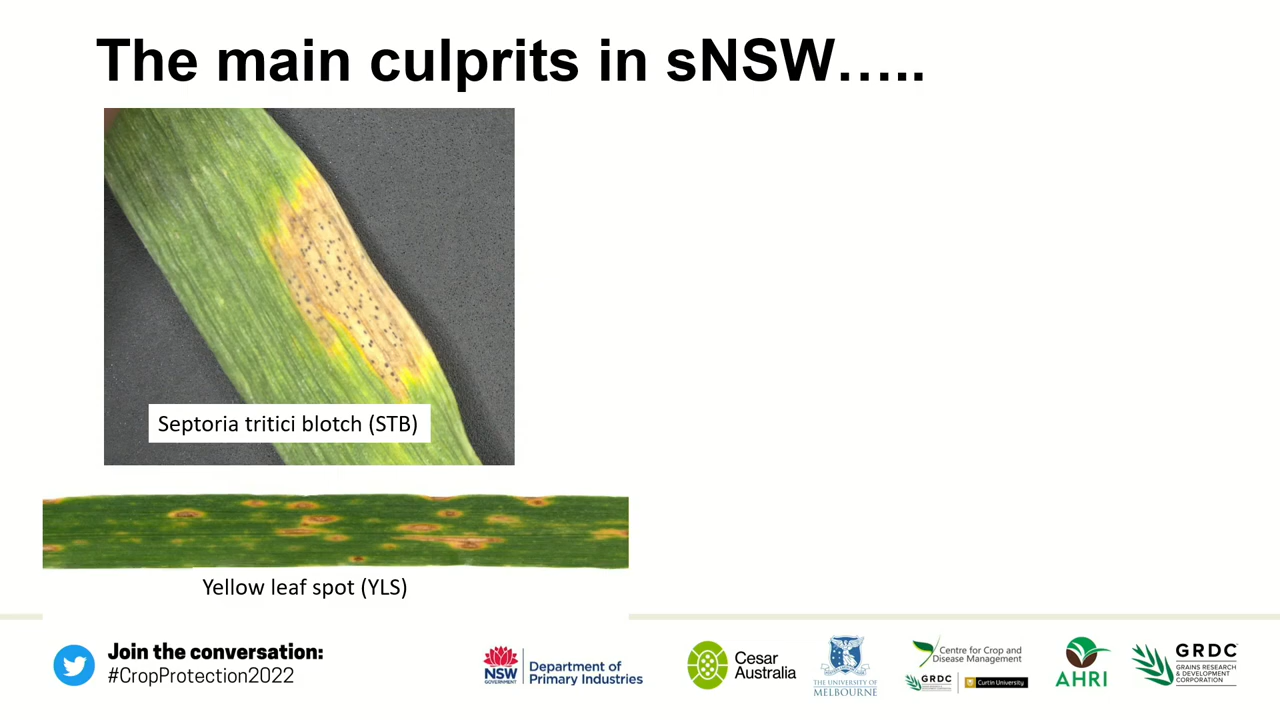 The main culprits in sNSW…..
Septoria tritici blotch (STB)
Yellow leaf spot (YLS)
Join the conversation:
#CropProtection2022
NSW
GOVERNMENT
Department of
Primary Industries
Cesar
Australia
THE UNIVERSITY OF
MELBOURNE
Centre for Crop and
Disease Management
GRDC
Curtin University
AHRI
GRDC
GRAINS RESEARCH
& DEVELOPMENT
CORPORATION